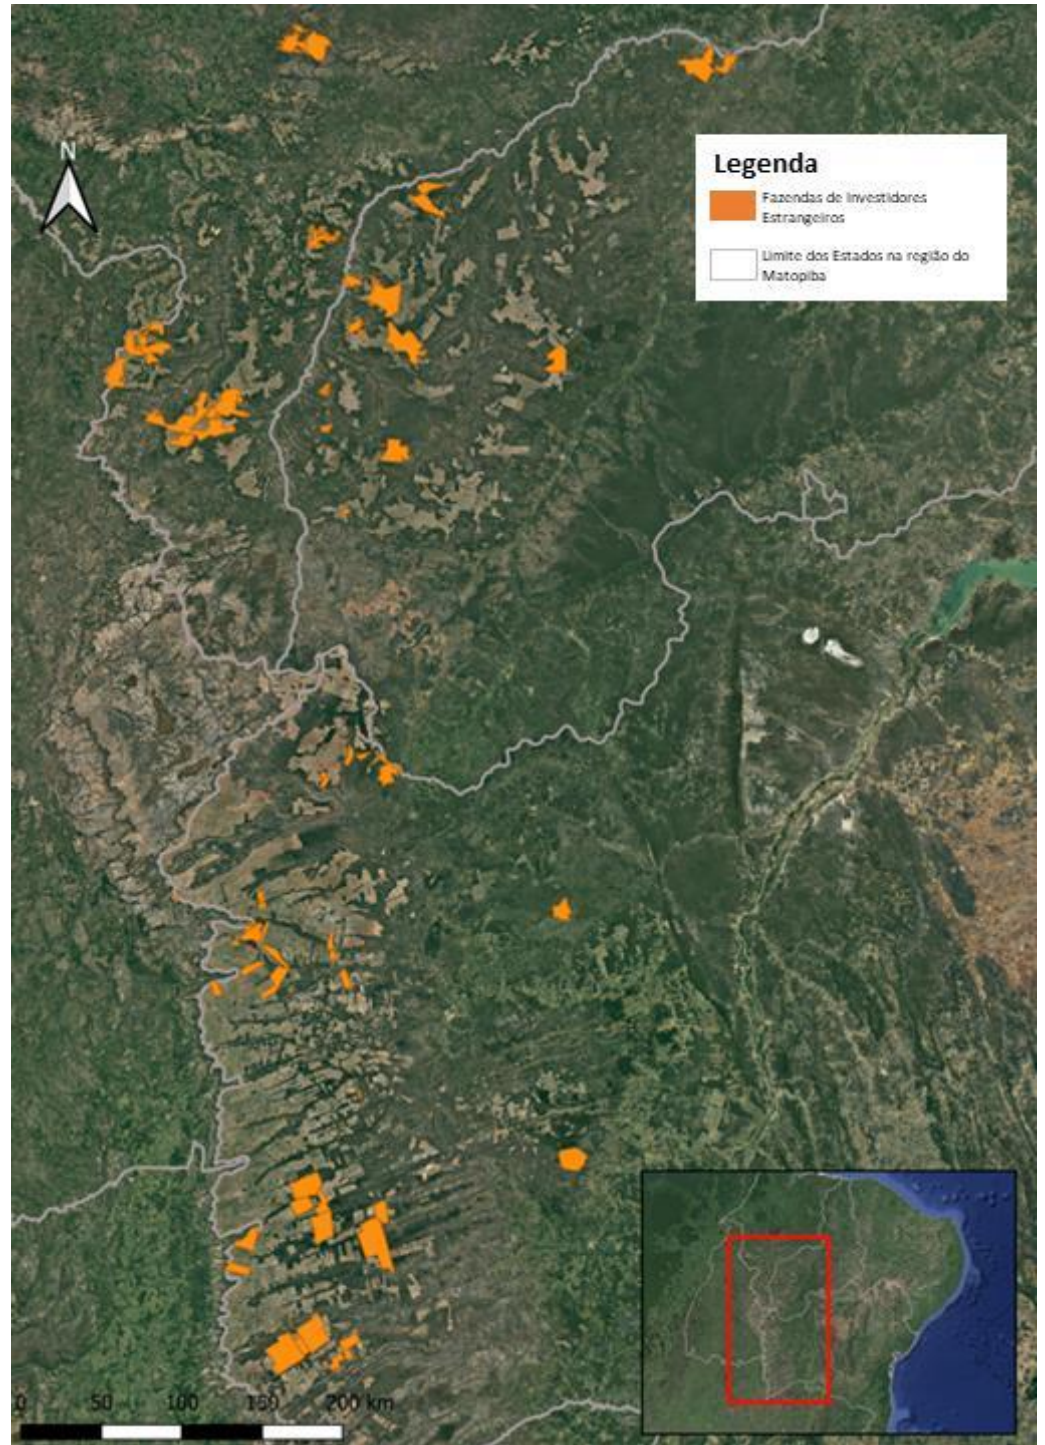 N
Legenda
Fazendas de Investidores
Estrangeiros
Limite dos Estados na região do
Matopiba
0 50 100 150 200 km